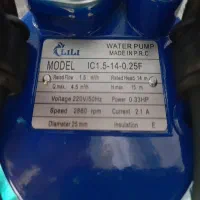 LiLi
WATER PUMP
MADE IN P.R.C
MODEL IC1.5-14-0.25F
Rated Flow 1.5 m³/h Rated Head 14 m
Q.max 4.5 m³/h H.max 15 m
Voltage 220V/50Hz Power 0.33HP
Speed 2860 rpm Current 2.1 A
Diameter 25 mm Insulation E